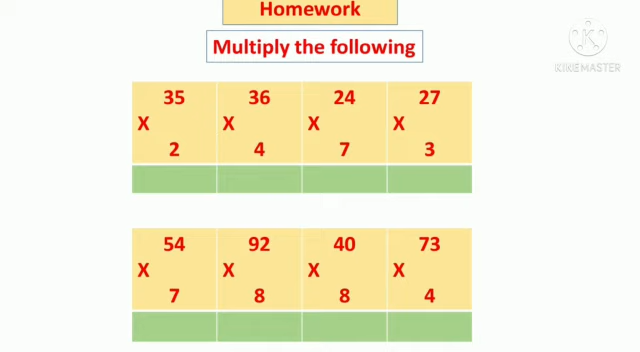 Homework
Multiply the following
K
KINEMASTER
35 36 24 27
X X X X
2 4 7 3
54 92 40 73
X X X X
7 8 8 4